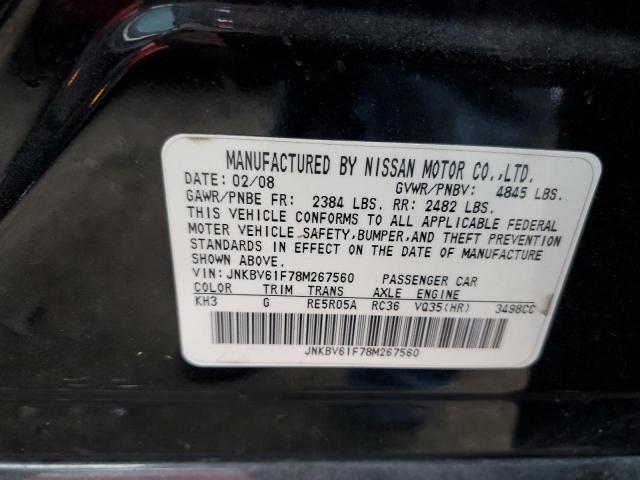 MANUFACTURED BY NISSAN MOTOR CO.,LTD.
DATE: 02/08 GVWR/PNBV: 4845 LBS.
GAWR/PNBE FR: 2384 LBS. RR: 2482 LBS.
THIS VEHICLE CONFORMS TO ALL APPLICABLE FEDERAL
MOTER VEHICLE SAFETY,BUMPER,AND THEFT PREVENTION
STANDARDS IN EFFECT ON THE DATE OF MANUFACTURE
SHOWN ABOVE.
VIN: JNKBV61F78M267560 PASSENGER CAR
COLOR TRIM TRANS AXLE ENGINE
KH3 G RE5R05A RC36 VQ35(HR) 3498CC
JNKBV61F78M267560